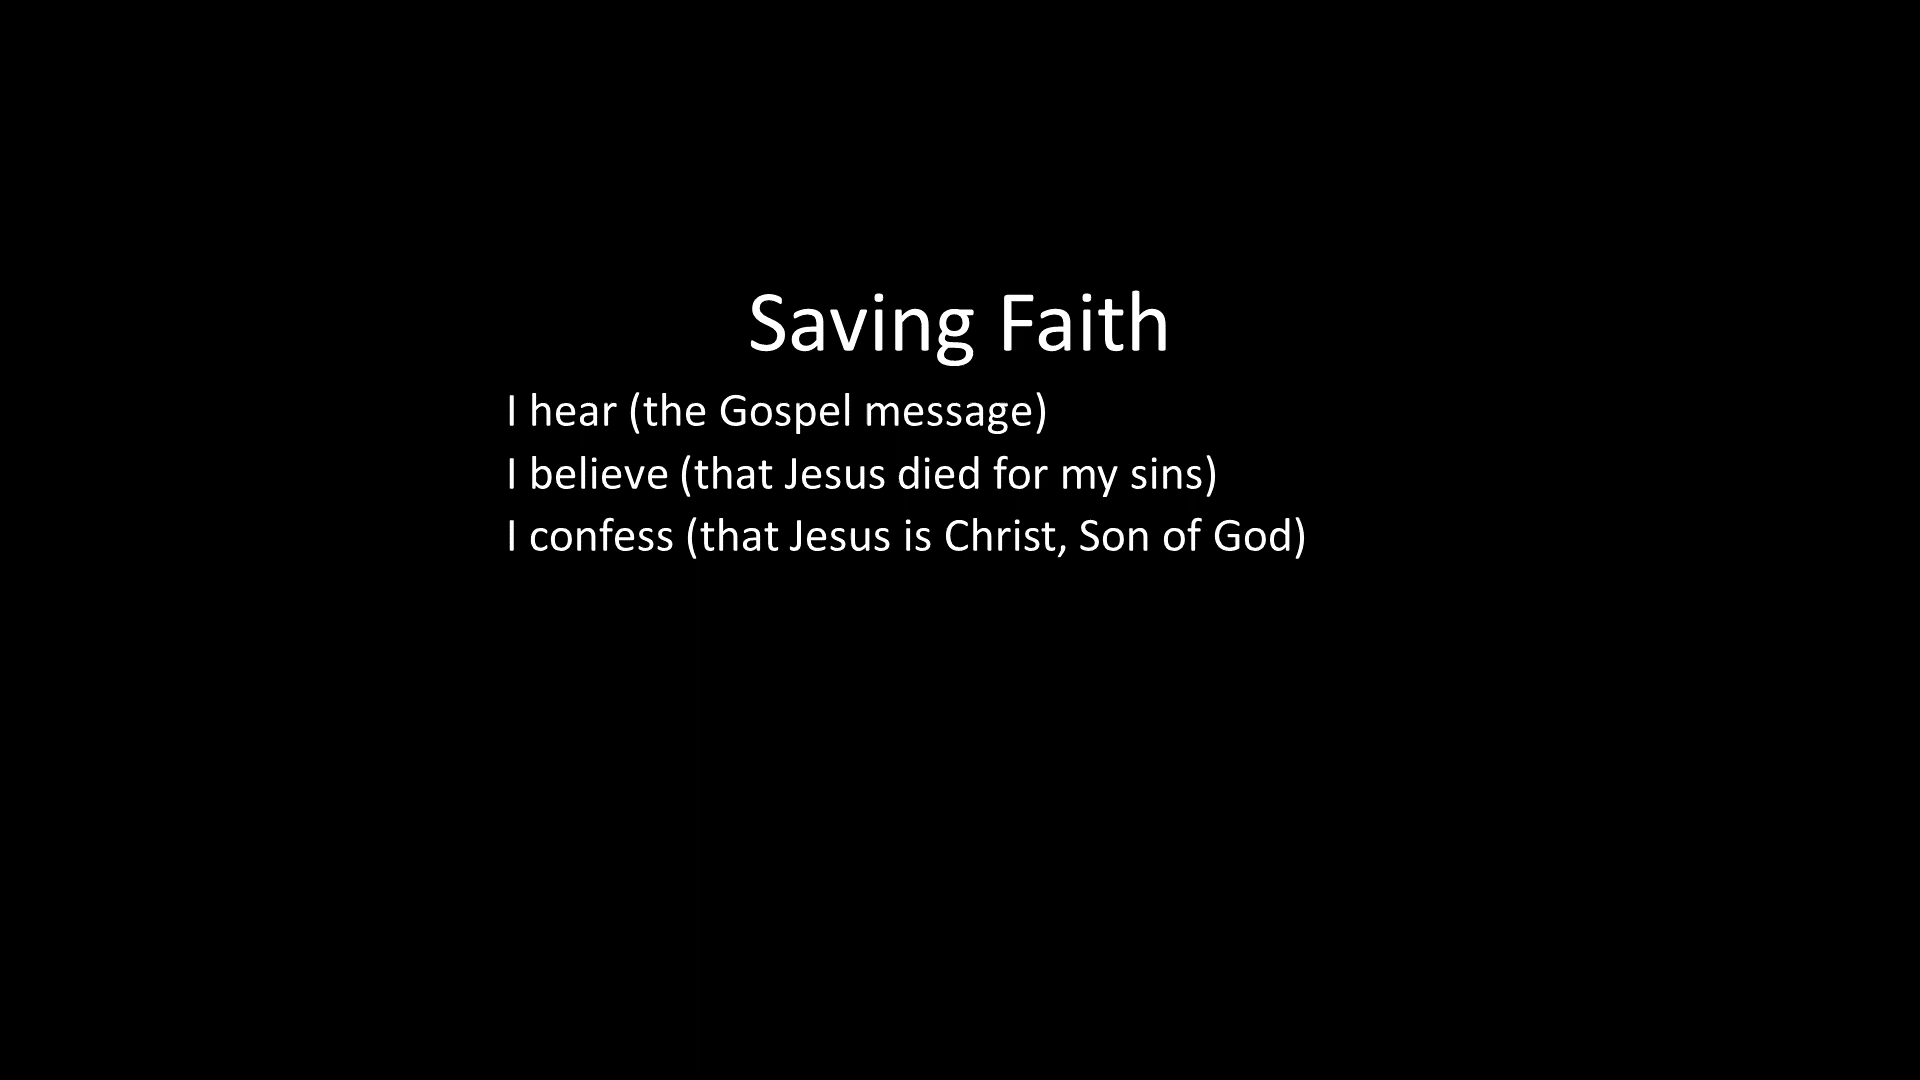 Saving Faith
I hear (the Gospel message)
I believe (that Jesus died for my sins)
I confess (that Jesus is Christ, Son of God)